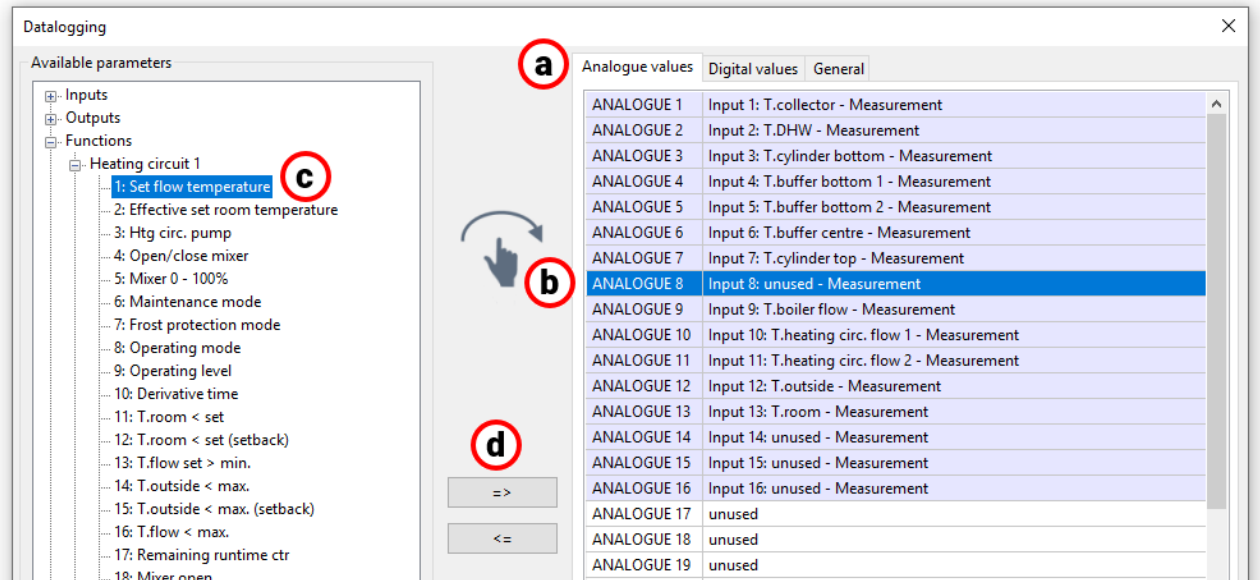 Datalogging
Available parameters
Inputs
Outputs
Functions
Heating circuit 1
1: Set flow temperature
2: Effective set room temperature
3: Htg circ. pump
4: Open/close mixer
5: Mixer 0 - 100%
6: Maintenance mode
7: Frost protection mode
8: Operating mode
9: Operating level
10: Derivative time
11: T.room < set
12: T.room < set (setback)
13: T.flow set > min.
14: T.outside < max.
15: T.outside < max. (setback)
16: T.flow < max.
17: Remaining runtime ctr
18: Mixer open
c
b
d
=>
<=
a
Analogue values Digital values General
ANALOGUE 1 Input 1: T.collector - Measurement
ANALOGUE 2 Input 2: T.DHW - Measurement
ANALOGUE 3 Input 3: T.cylinder bottom - Measurement
ANALOGUE 4 Input 4: T.buffer bottom 1 - Measurement
ANALOGUE 5 Input 5: T.buffer bottom 2 - Measurement
ANALOGUE 6 Input 6: T.buffer centre - Measurement
ANALOGUE 7 Input 7: T.cylinder top - Measurement
ANALOGUE 8 Input 8: unused - Measurement
ANALOGUE 9 Input 9: T.boiler flow - Measurement
ANALOGUE 10 Input 10: T.heating circ. flow 1 - Measurement
ANALOGUE 11 Input 11: T.heating circ. flow 2 - Measurement
ANALOGUE 12 Input 12: T.outside - Measurement
ANALOGUE 13 Input 13: T.room - Measurement
ANALOGUE 14 Input 14: unused - Measurement
ANALOGUE 15 Input 15: unused - Measurement
ANALOGUE 16 Input 16: unused - Measurement
ANALOGUE 17 unused
ANALOGUE 18 unused
ANALOGUE 19 unused